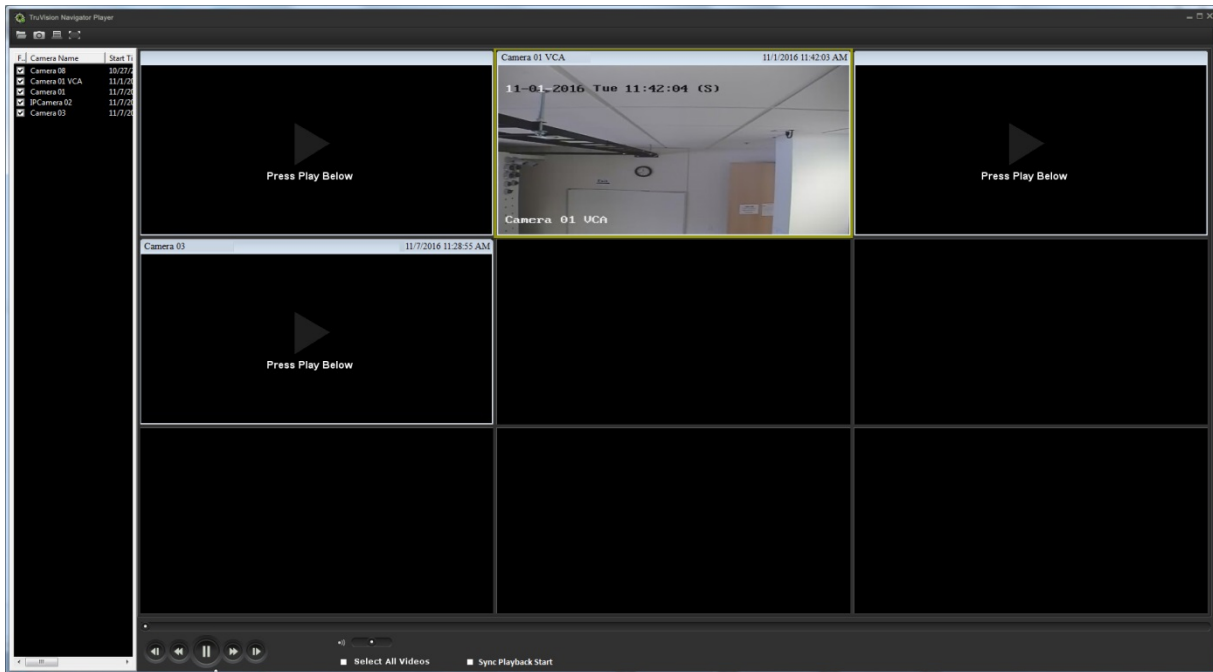 TruVision Navigator Player
F.. Camera Name Start Ti
Camera 08 10/27/2
Camera 01 VCA 11/1/20
Camera 01 11/7/20
IPCamera 02 11/7/20
Camera 03 11/7/20
Press Play Below
Camera 01 VCA 11/1/2016 11:42:03 AM
11-01-2016 Tue 11:42:04 (S)
Camera 01 VCA
Press Play Below
Camera 03 11/7/2016 11:28:55 AM
Press Play Below
Select All Videos
Sync Playback Start